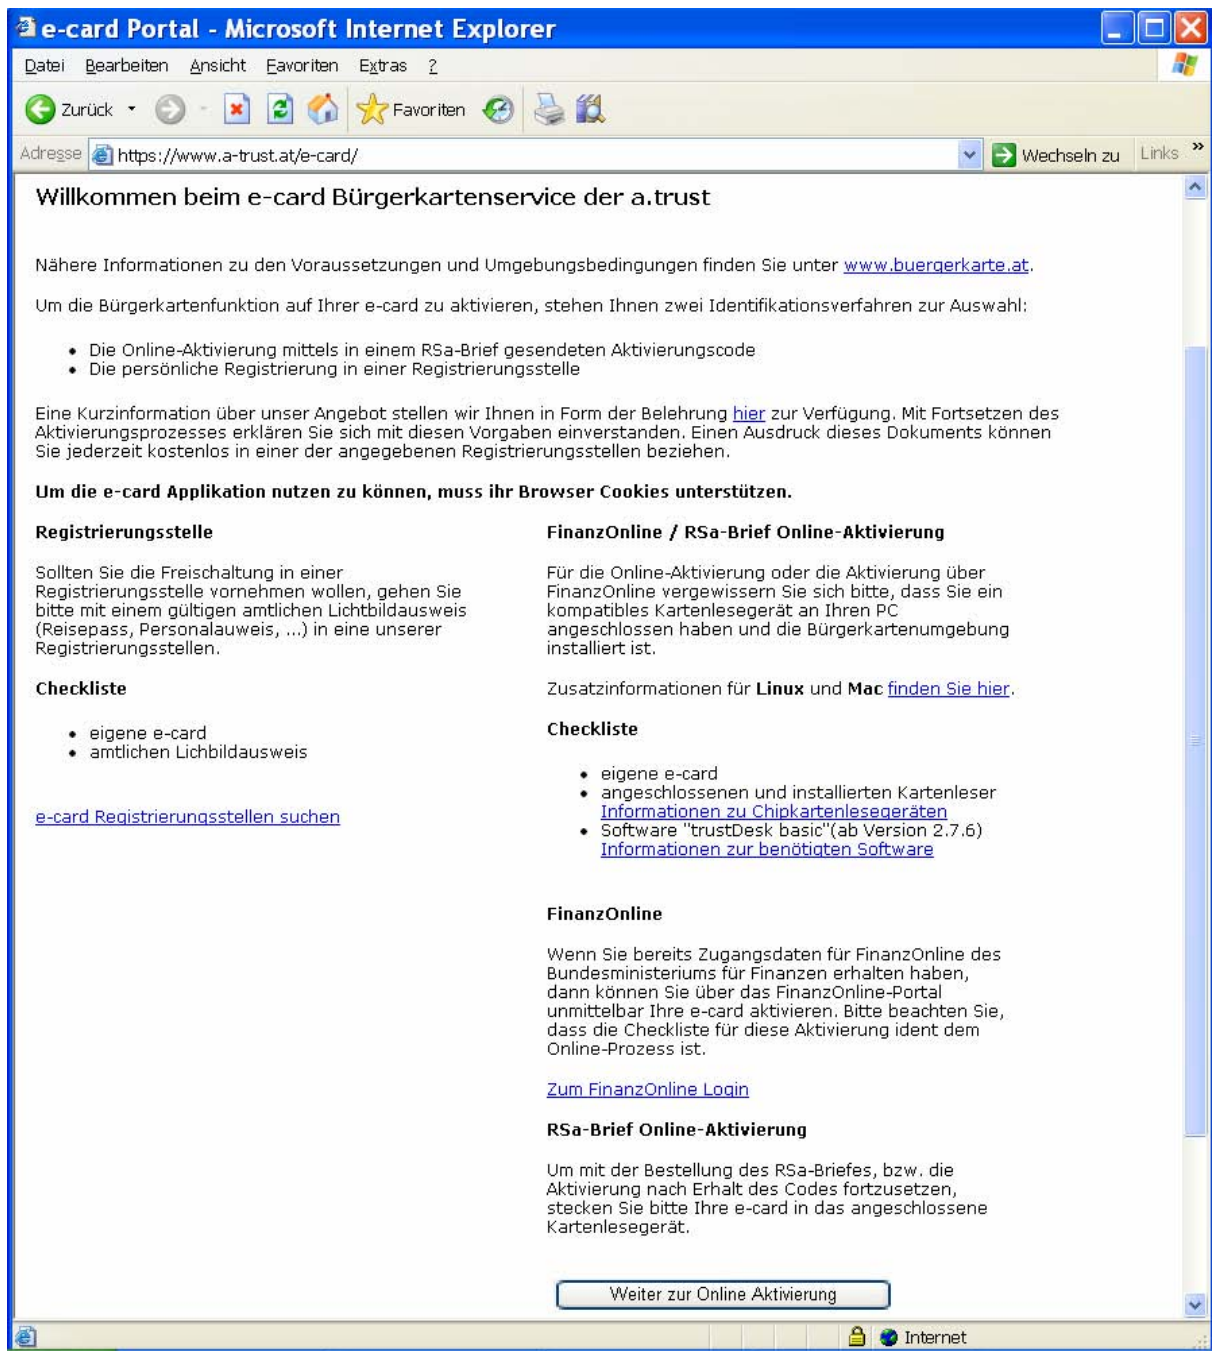 e-card Portal - Microsoft Internet Explorer
Datei Bearbeiten Ansicht Favoriten Extras ?
Zurück Favoriten
Adresse https://www.a-trust.at/e-card/ Wechseln zu Links »
Willkommen beim e-card Bürgerkartenservice der a.trust
Nähere Informationen zu den Voraussetzungen und Umgebungsbedingungen finden Sie unter www.buergerkarte.at.
Um die Bürgerkartenfunktion auf Ihrer e-card zu aktivieren, stehen Ihnen zwei Identifikationsverfahren zur Auswahl:
• Die Online-Aktivierung mittels in einem RSa-Brief gesendeten Aktivierungscode
• Die persönliche Registrierung in einer Registrierungsstelle
Eine Kurzinformation über unser Angebot stellen wir Ihnen in Form der Belehrung hier zur Verfügung. Mit Fortsetzen des
Aktivierungsprozesses erklären Sie sich mit diesen Vorgaben einverstanden. Einen Ausdruck dieses Dokuments können
Sie jederzeit kostenlos in einer der angegebenen Registrierungsstellen beziehen.
Um die e-card Applikation nutzen zu können, muss ihr Browser Cookies unterstützen.
Registrierungsstelle
Sollten Sie die Freischaltung in einer
Registrierungsstelle vornehmen wollen, gehen Sie
bitte mit einem gültigen amtlichen Lichtbildausweis
(Reisepass, Personalauweis, ...) in eine unserer
Registrierungsstellen.
Checkliste
• eigene e-card
• amtlichen Lichbildausweis
e-card Registrierungsstellen suchen
FinanzOnline / RSa-Brief Online-Aktivierung
Für die Online-Aktivierung oder die Aktivierung über
FinanzOnline vergewissern Sie sich bitte, dass Sie ein
kompatibles Kartenlesegerät an Ihren PC
angeschlossen haben und die Bürgerkartenumgebung
installiert ist.
Zusatzinformationen für Linux und Mac finden Sie hier.
Checkliste
• eigene e-card
• angeschlossenen und installierten Kartenleser
Informationen zu Chipkartenlesegeräten
• Software "trustDesk basic"(ab Version 2.7.6)
Informationen zur benötigten Software
FinanzOnline
Wenn Sie bereits Zugangsdaten für FinanzOnline des
Bundesministeriums für Finanzen erhalten haben,
dann können Sie über das FinanzOnline-Portal
unmittelbar Ihre e-card aktivieren. Bitte beachten Sie,
dass die Checkliste für diese Aktivierung ident dem
Online-Prozess ist.
Zum FinanzOnline Login
RSa-Brief Online-Aktivierung
Um mit der Bestellung des RSa-Briefes, bzw. die
Aktivierung nach Erhalt des Codes fortzusetzen,
stecken Sie bitte Ihre e-card in das angeschlossene
Kartenlesegerät.
Weiter zur Online Aktivierung
Internet